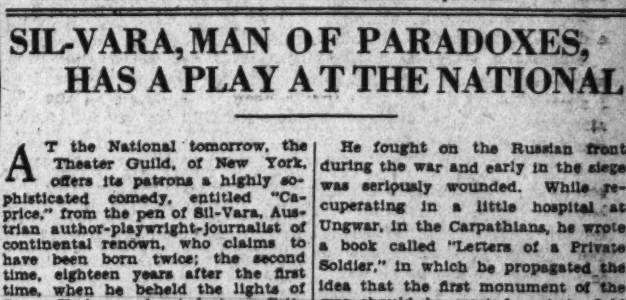 SIL-VARA, MAN OF PARADOXES,
HAS A PLAY AT THE NATIONAL
AT the National tomorrow, the
Theater Guild, of New York,
offers its patrons a highly so-
phisticated comedy, entitled "Ca-
price," from the pen of Sil-Vara, Aus-
trian author-playwright-journalist of
continental renown, who claims to
have been born twice; the second
time, eighteen years after the first
time, when he beheld the lights of
He fought on the Russian front
during the war and early in the siege
was seriously wounded. While re-
cuperating in a little hospital at
Ungwar, in the Carpathians, he wrote
a book called "Letters of a Private
Soldier," in which he propagated the
idea that the first monument of the